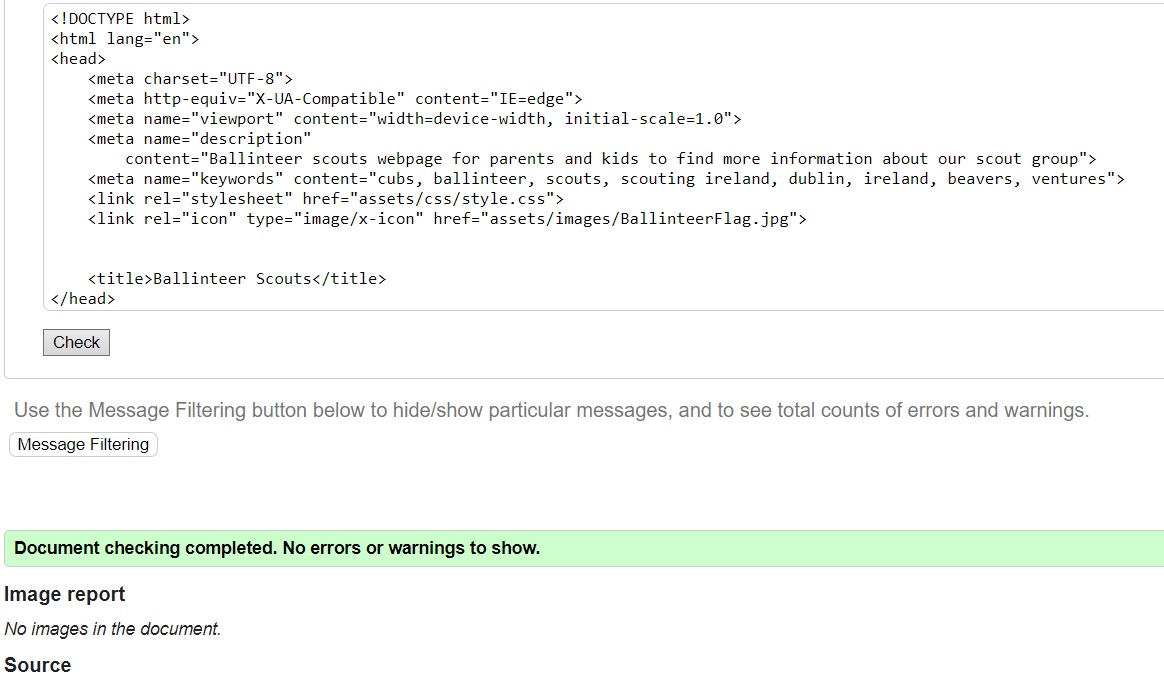 <!DOCTYPE html>
<html lang="en">
<head>
    <meta charset="UTF-8">
    <meta http-equiv="X-UA-Compatible" content="IE=edge">
    <meta name="viewport" content="width=device-width, initial-scale=1.0">
    <meta name="description"
        content="Ballinteer scouts webpage for parents and kids to find more information about our scout group">
    <meta name="keywords" content="cubs, ballinteer, scouts, scouting ireland, dublin, ireland, beavers, ventures">
    <link rel="stylesheet" href="assets/css/style.css">
    <link rel="icon" type="image/x-icon" href="assets/images/BallinteerFlag.jpg">
    <title>Ballinteer Scouts</title>
</head>
Check
Use the Message Filtering button below to hide/show particular messages, and to see total counts of errors and warnings.
Message Filtering
Document checking completed. No errors or warnings to show.
Image report
No images in the document.
Source